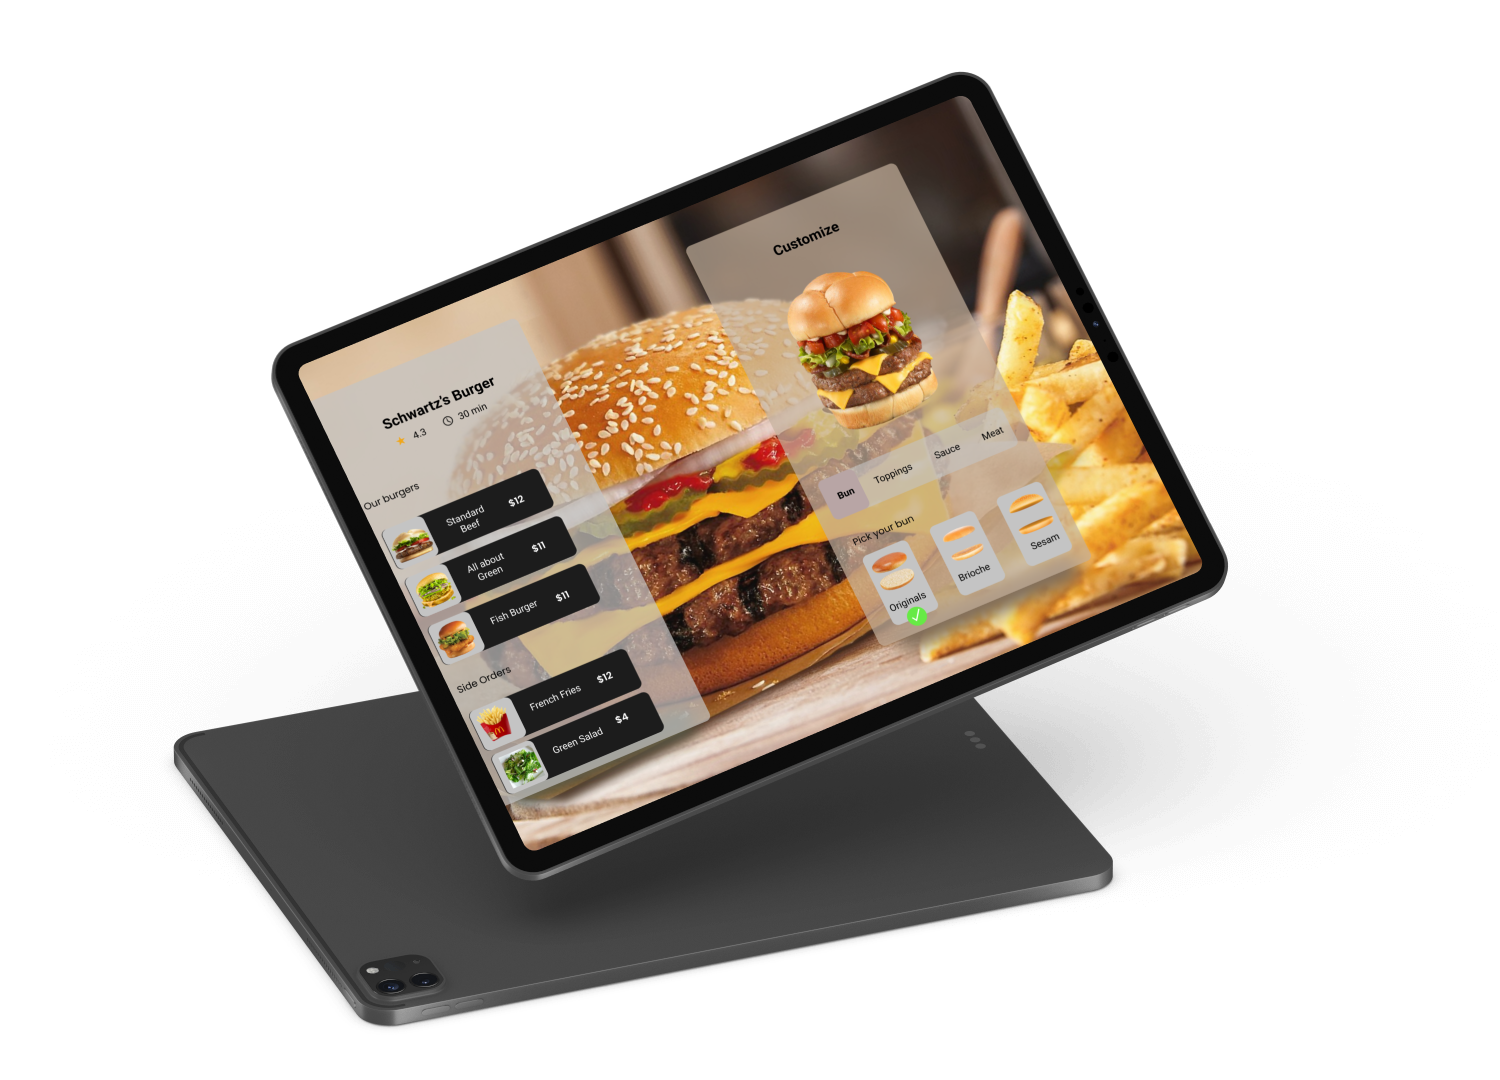 Schwartz's Burger
4.3 30 min
Our burgers
Standard
Beef
$12
All about
Green
$11
Fish Burger $11
Side Orders
French Fries $12
Green Salad $4
Customize
Bun Toppings Sauce Meat
Pick your bun
Originals Brioche Sesam